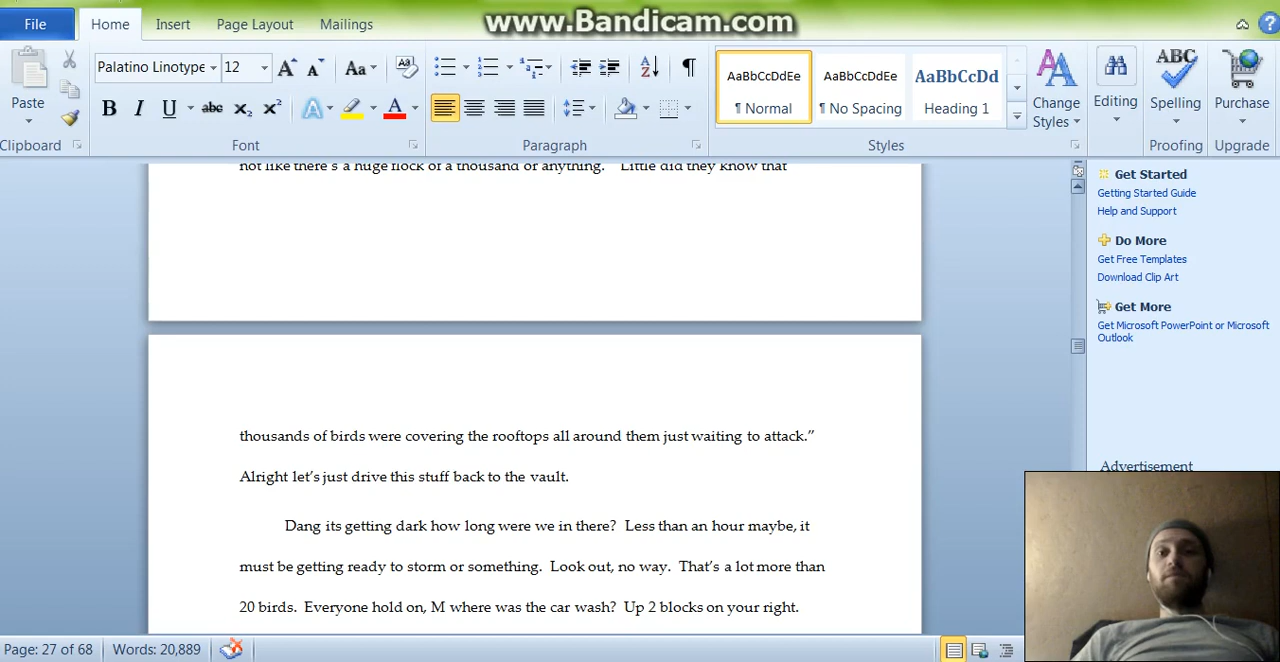 www.Bandicam.com
File Home Insert Page Layout Mailings
Palatino Linotype 12
AaBbCcDdEe AaBbCcDdEe AaBbCcDd
¶ Normal ¶ No Spacing Heading 1
Paste
Change Styles
Editing
ABC
Spelling
Purchase
Clipboard Font Paragraph Styles Proofing Upgrade
not like there's a huge flock of a thousand or anything. Little did they know that
thousands of birds were covering the rooftops all around them just waiting to attack.”
Alright let’s just drive this stuff back to the vault.
Dang its getting dark how long were we in there? Less than an hour maybe, it
must be getting ready to storm or something. Look out, no way. That’s a lot more than
20 birds. Everyone hold on, M where was the car wash? Up 2 blocks on your right.
Get Started
Getting Started Guide
Help and Support
Do More
Get Free Templates
Download Clip Art
Get More
Get Microsoft PowerPoint or Microsoft
Outlook
Advertisement
Page: 27 of 68 Words: 20,889